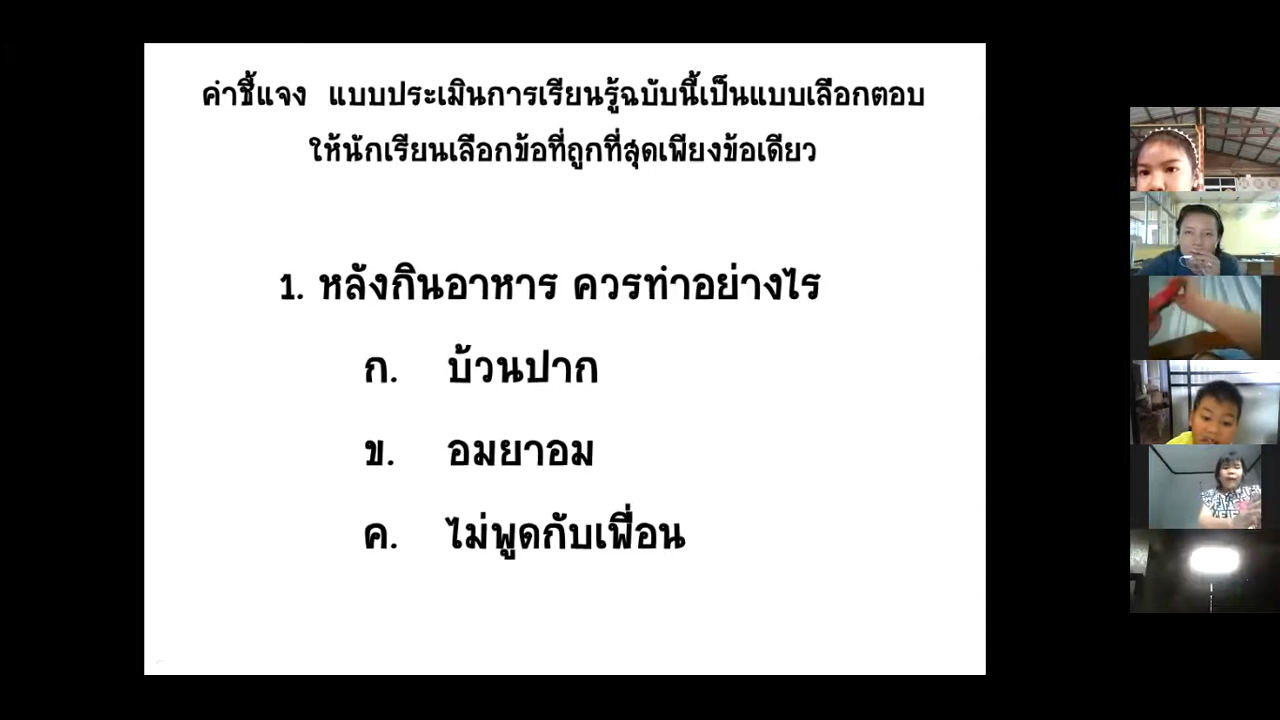 คำชี้แจง แบบประเมินการเรียนรู้ฉบับนี้เป็นแบบเลือกตอบ
ให้นักเรียนเลือกข้อที่ถูกที่สุดเพียงข้อเดียว
1. หลังกินอาหาร ควรทำอย่างไร
ก. บ้วนปาก
ข. อมยาอม
ค. ไม่พูดกับเพื่อน